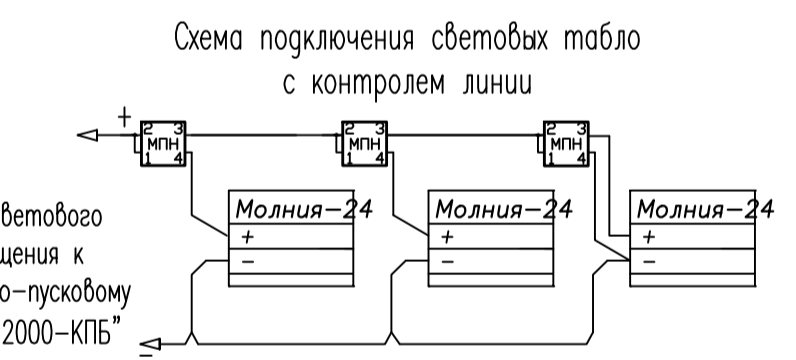 Схема подключения световых табло
с контролем линии
+
2 3
МПН
1 4
2 3
МПН
1 4
2 3
МПН
1 4
Молния-24
+
−
Молния-24
+
−
Молния-24
+
−
ветового
щения к
о-пусковому
2000-КПБ"
−